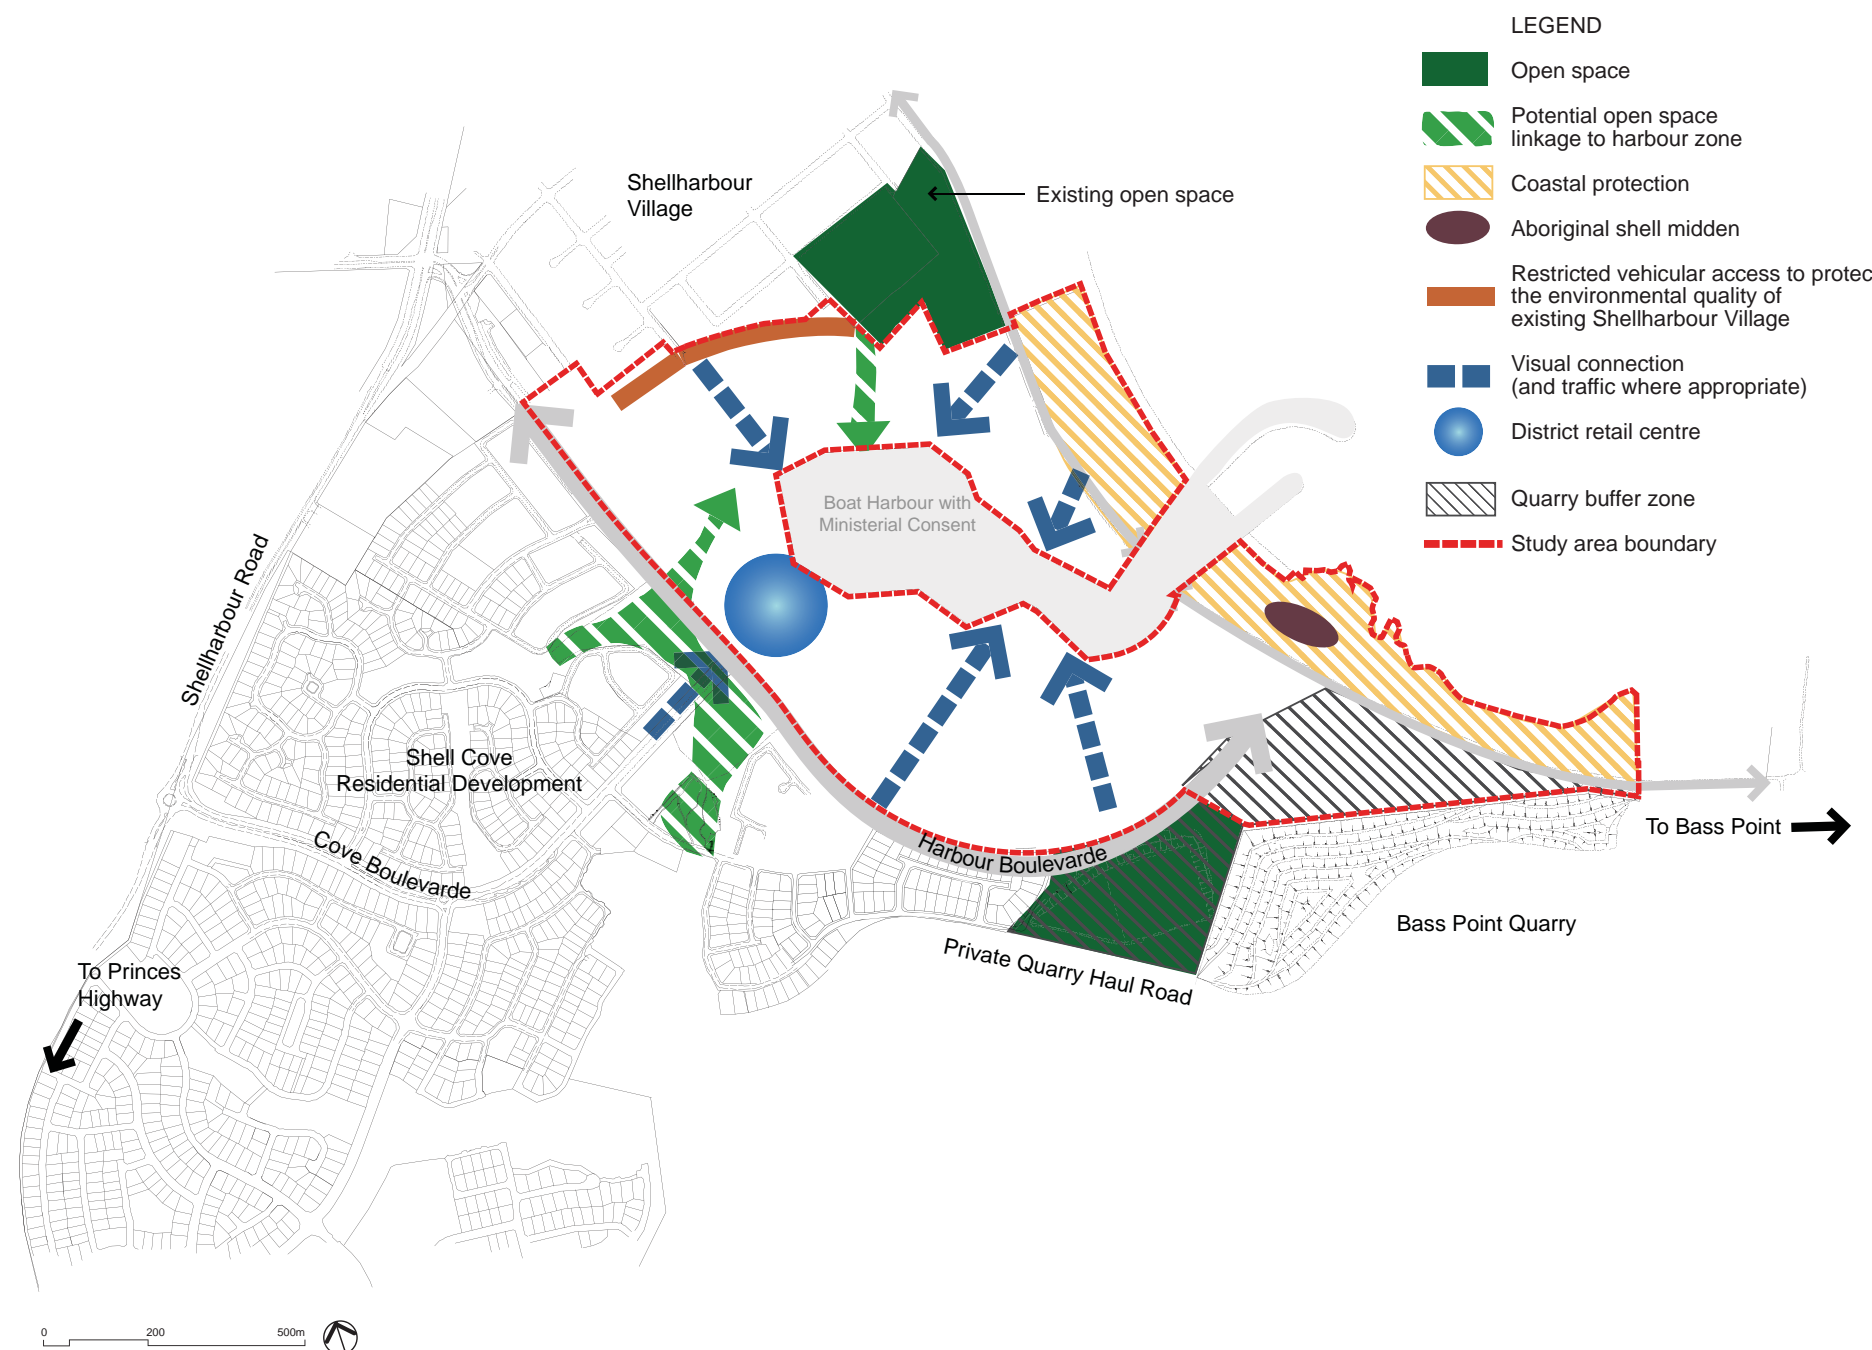 LEGEND
Open space
Potential open space
linkage to harbour zone
Coastal protection
Aboriginal shell midden
Restricted vehicular access to protec
the environmental quality of
existing Shellharbour Village
Visual connection
(and traffic where appropriate)
District retail centre
Quarry buffer zone
Study area boundary
Shellharbour
Village
Existing open space
Boat Harbour with
Ministerial Consent
Shellharbour Road
Shell Cove
Residential Development
Cove Boulevarde
Harbour Boulevarde
To Bass Point
Bass Point Quarry
Private Quarry Haul Road
To Princes
Highway
0 200 500m